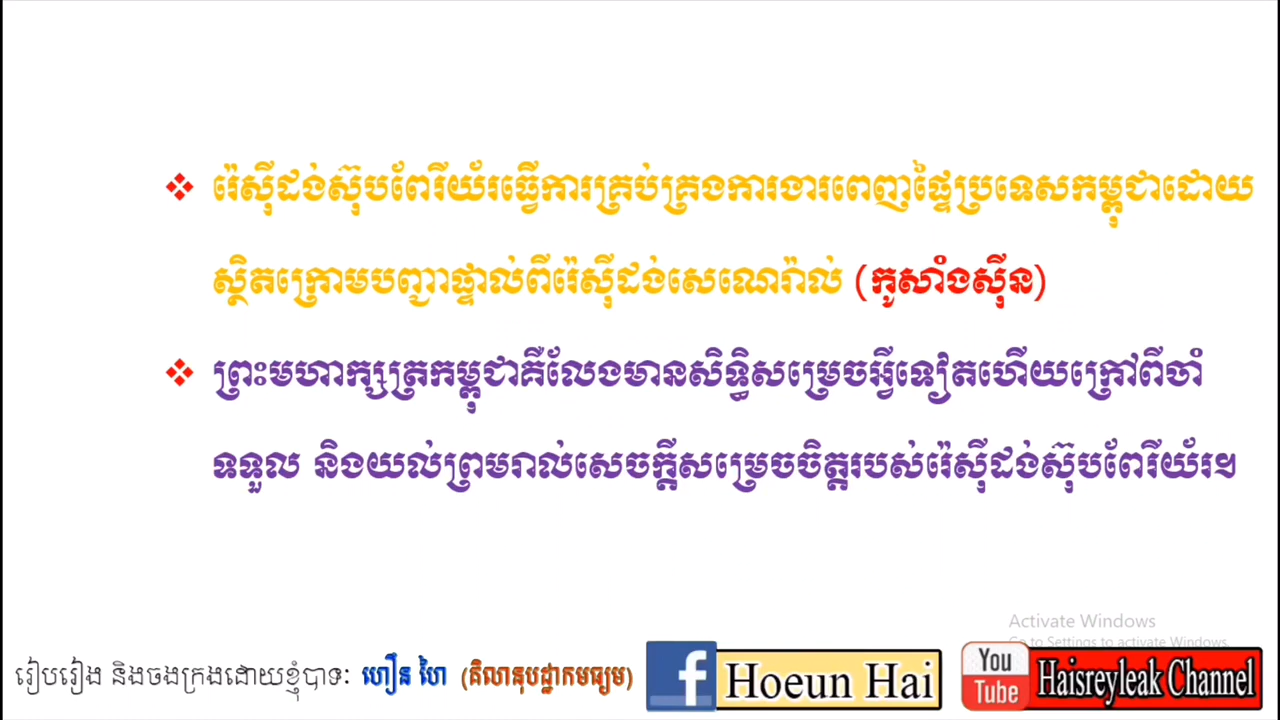 ❖ រ៉េស៊ីដង់ស៊ុបពែរីយ័រធ្វើការគ្រប់គ្រងការងារពេញផ្ទៃប្រទេសកម្ពុជាដោយ
ស្ថិតក្រោមបញ្ជាផ្ទាល់ពីរ៉េស៊ីដង់សេណេរ៉ាល់ (កូសាំងស៊ីន)
❖ ព្រះមហាក្សត្រកម្ពុជាគឺលែងមានសិទ្ធិសម្រេចអ្វីទៀតហើយក្រៅពីចាំ
ទទួល និងយល់ព្រមរាល់សេចក្ដីសម្រេចចិត្តរបស់រ៉េស៊ីដង់ស៊ុបពែរីយ័រ។
Activate Windows
Go to Settings to activate Windows.
រៀបរៀង និងចងក្រងដោយខ្ញុំបាទៈ ហឿន ហៃ (គិលានុបដ្ឋាកមធ្យម)
f Hoeun Hai
You Tube Haisreyleak Channel